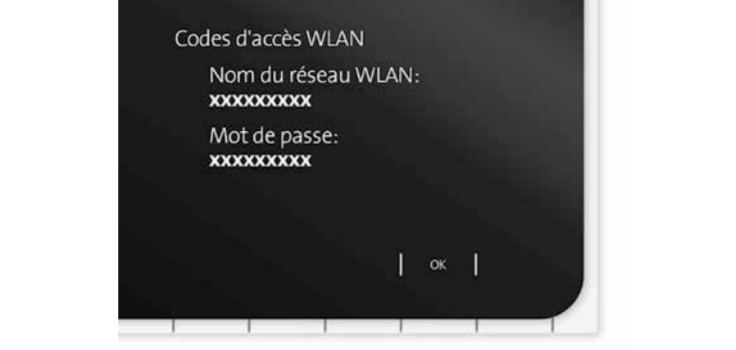 Codes d'accès WLAN
Nom du réseau WLAN:
xxxxxxxxx
Mot de passe:
xxxxxxxxx
OK